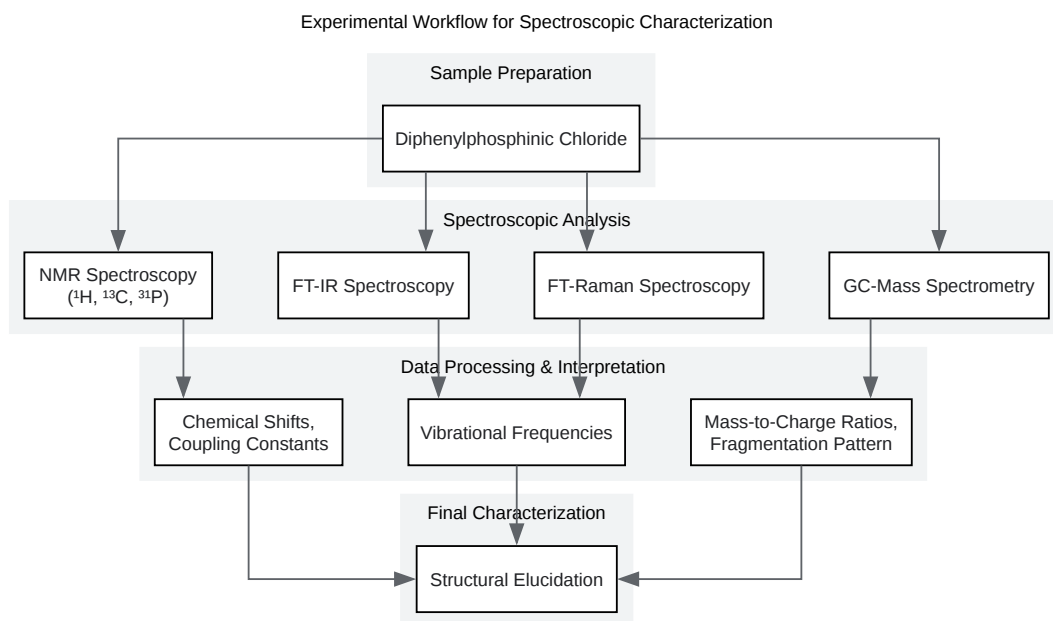 Experimental Workflow for Spectroscopic Characterization
Sample Preparation
Diphenylphosphinic Chloride
Spectroscopic Analysis
NMR Spectroscopy
(¹H, ¹³C, ³¹P)
FT-IR Spectroscopy
FT-Raman Spectroscopy
GC-Mass Spectrometry
Data Processing & Interpretation
Chemical Shifts,
Coupling Constants
Vibrational Frequencies
Mass-to-Charge Ratios,
Fragmentation Pattern
Final Characterization
Structural Elucidation